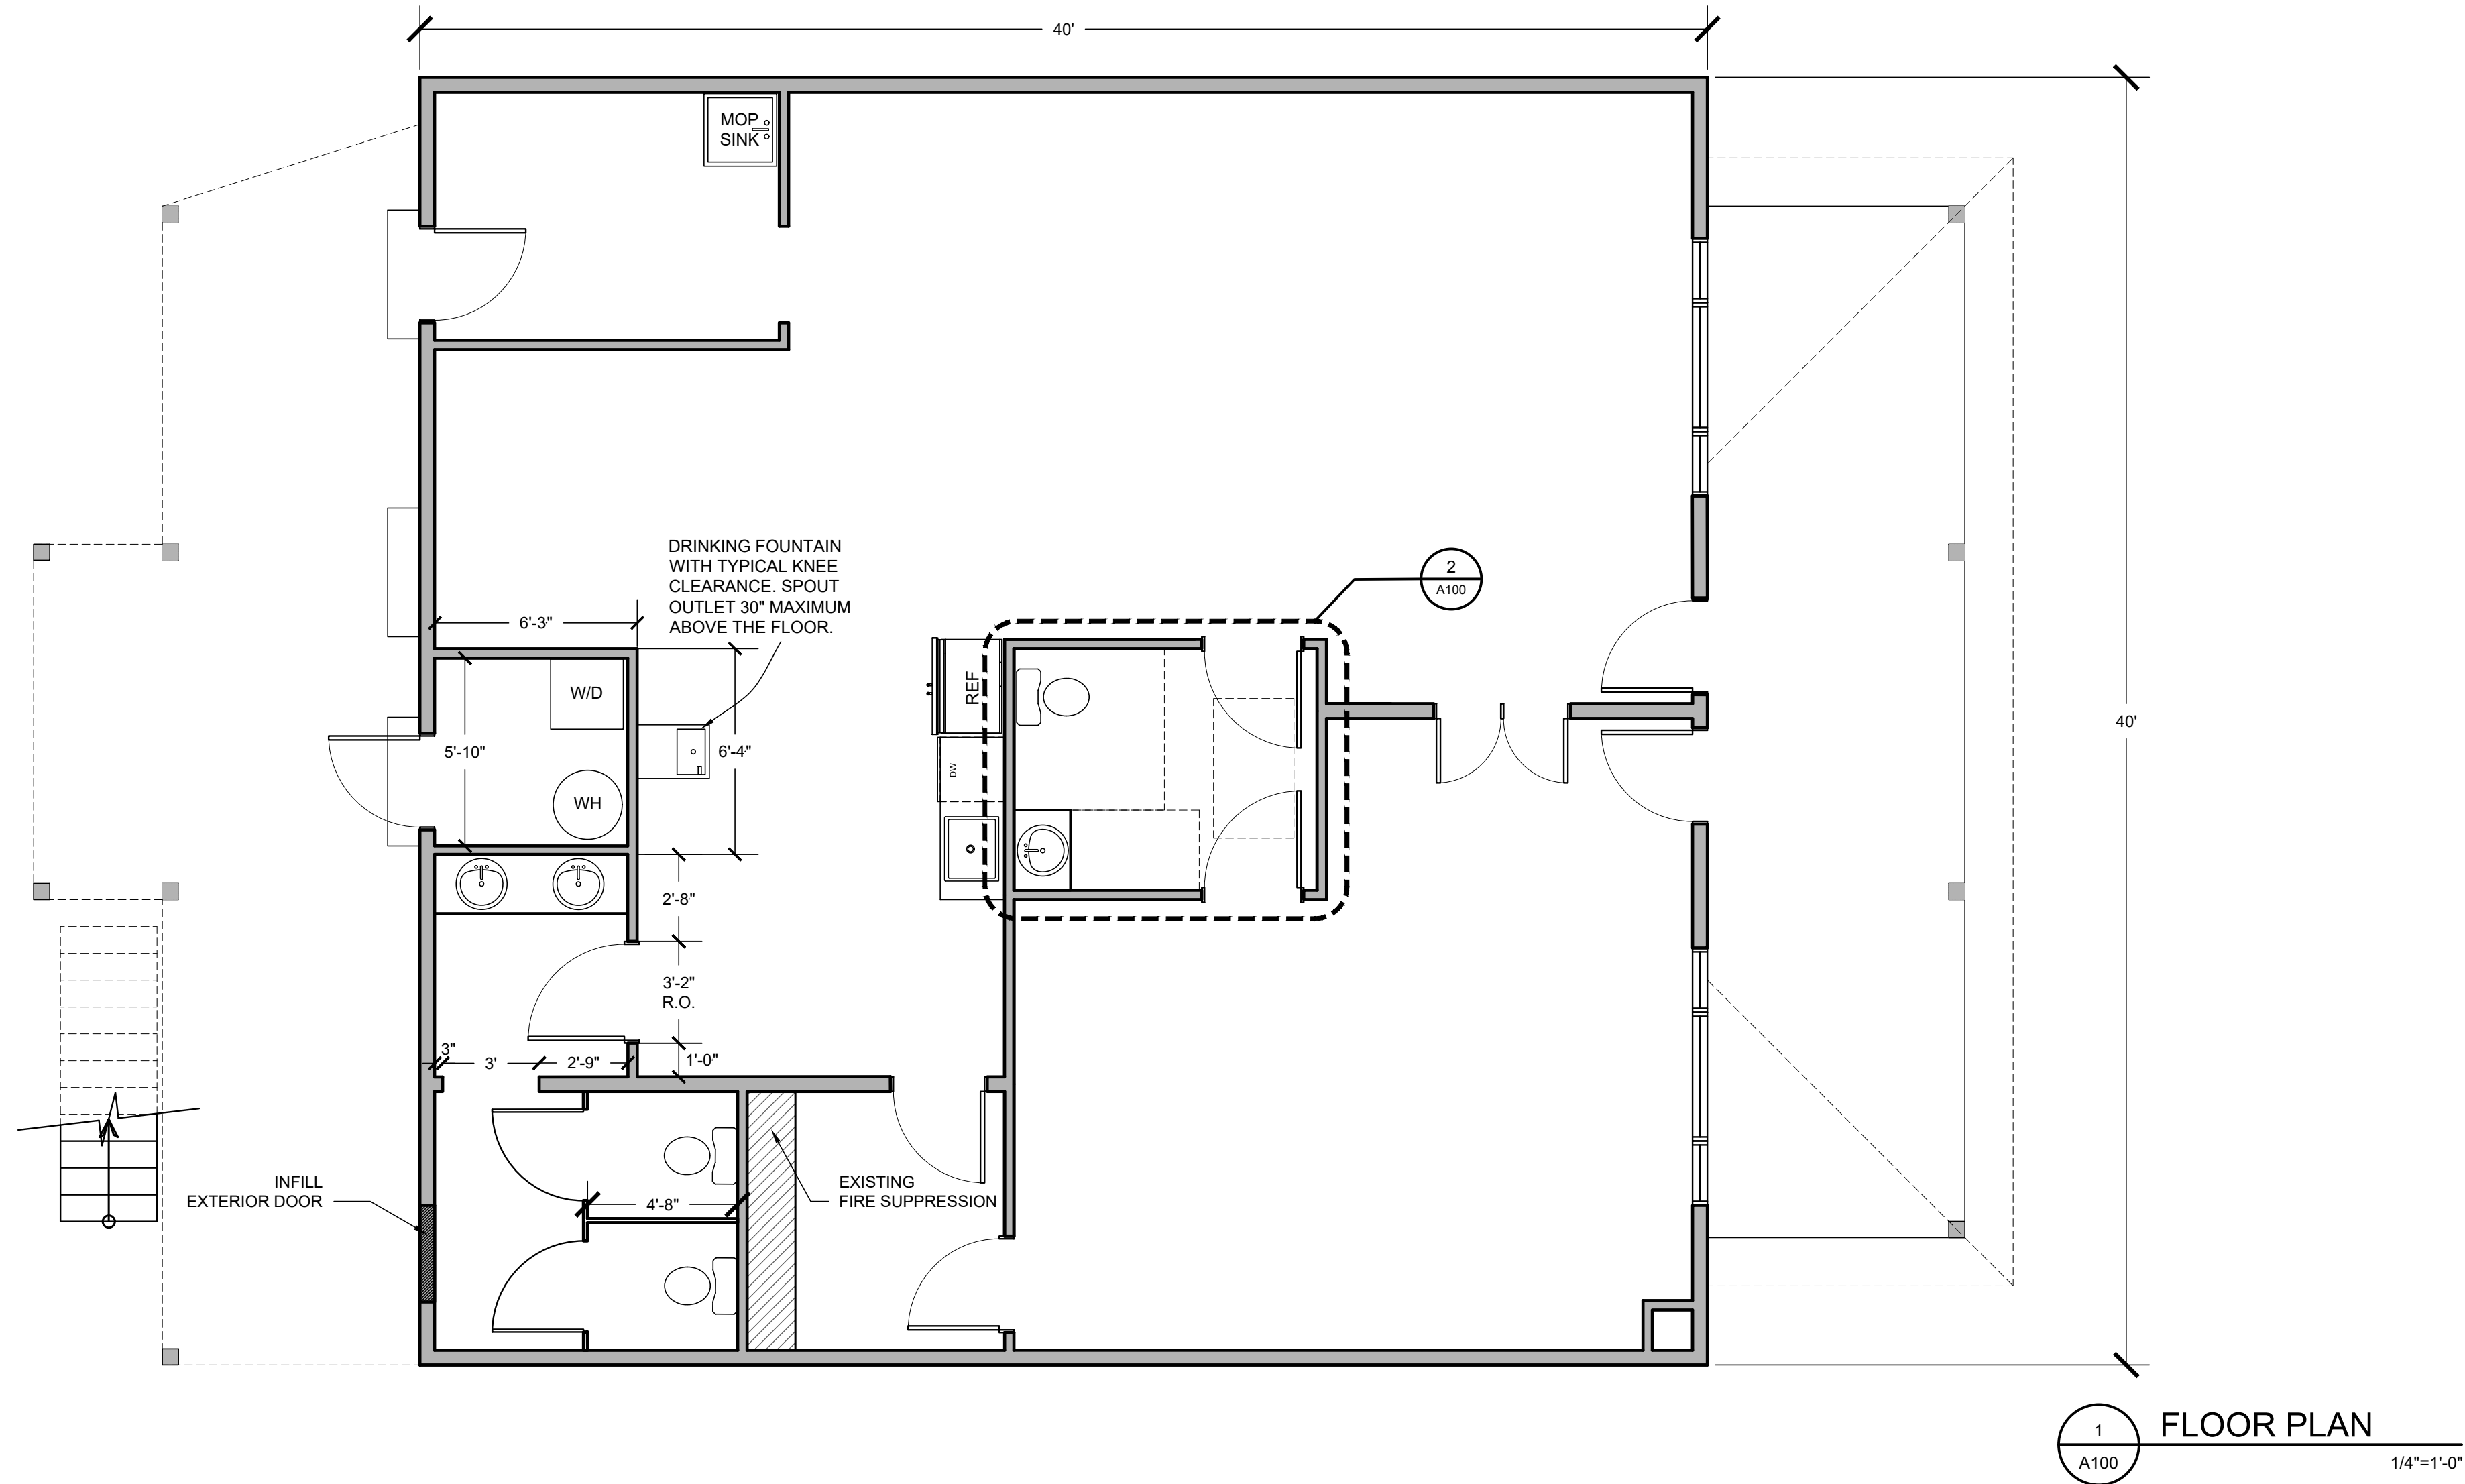 40'
MOP
SINK
DRINKING FOUNTAIN
WITH TYPICAL KNEE
CLEARANCE. SPOUT
OUTLET 30" MAXIMUM
ABOVE THE FLOOR.
2
A100
6'-3"
REF
W/D
5'-10"
6'-4"
40'
DW
WH
2'-8"
3'-2"
R.O.
3"
3'
2'-9"
1'-0"
INFILL
EXTERIOR DOOR
EXISTING
FIRE SUPPRESSION
4'-8"
1
A100
FLOOR PLAN
1/4"=1'-0"